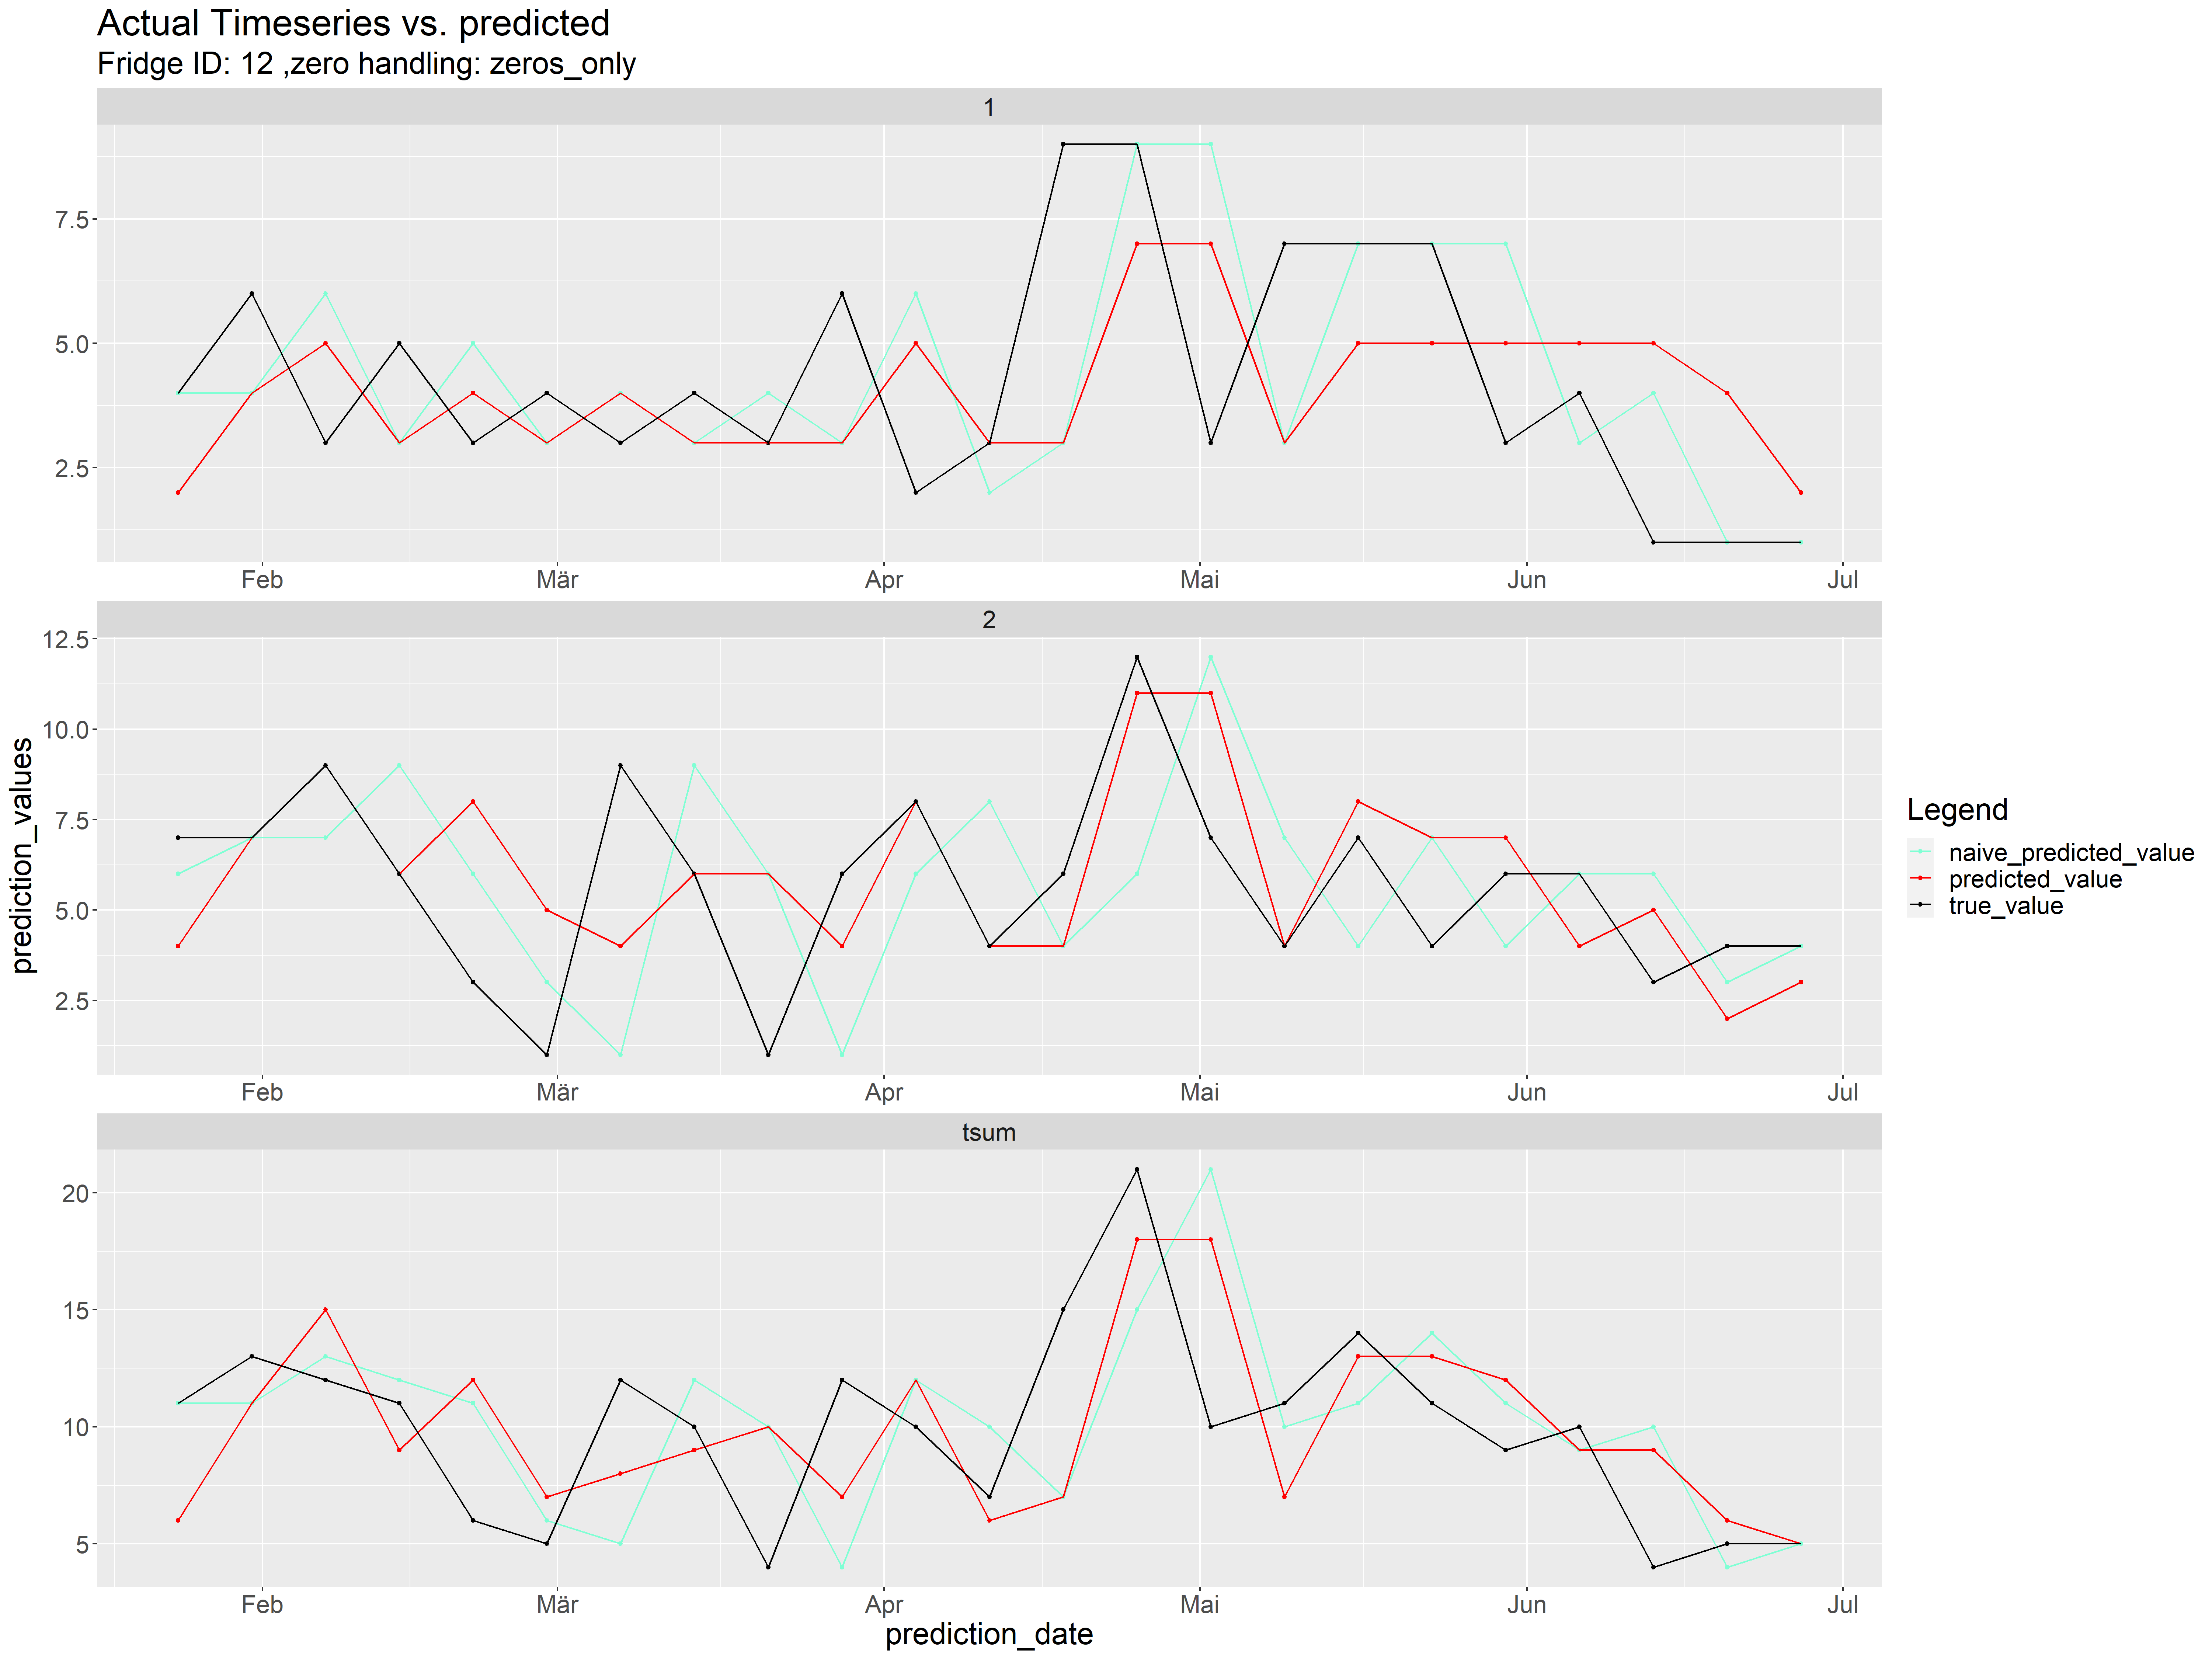 Actual Timeseries vs. predicted
Fridge ID: 12 ,zero handling: zeros_only
1
7.5
5.0
2.5
Feb Mär Apr Mai Jun Jul
2
12.5
10.0
7.5
5.0
2.5
Feb Mär Apr Mai Jun Jul
tsum
20
15
10
5
Feb Mär Apr Mai Jun Jul
prediction_date
prediction_values
Legend
naive_predicted_value
predicted_value
true_value